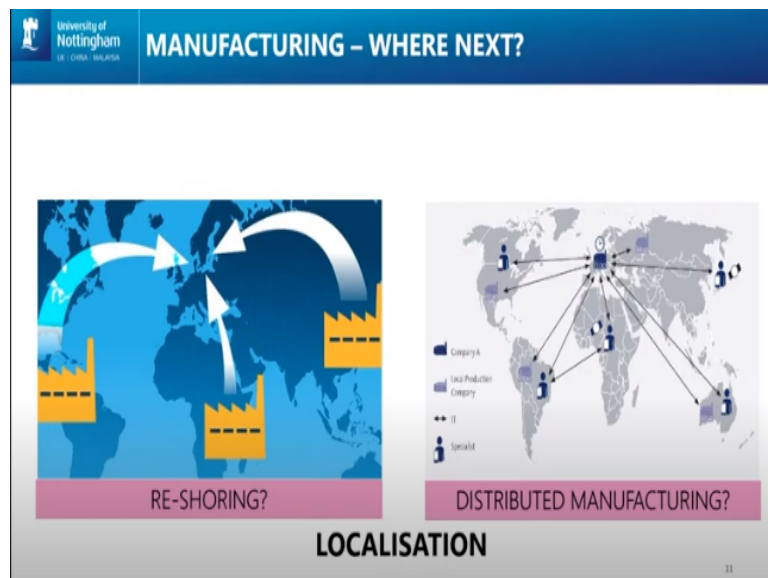 University of
Nottingham
UK | CHINA | MALAYSIA
MANUFACTURING – WHERE NEXT?
Company A
Local Production
Company
IT
Specialist
RE-SHORING?
DISTRIBUTED MANUFACTURING?
LOCALISATION
11